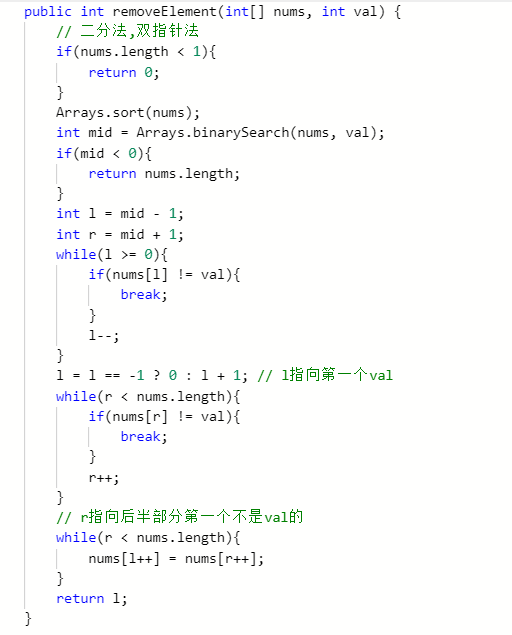 public int removeElement(int[] nums, int val) {
    // 二分法,双指针法
    if(nums.length < 1){
        return 0;
    }
    Arrays.sort(nums);
    int mid = Arrays.binarySearch(nums, val);
    if(mid < 0){
        return nums.length;
    }
    int l = mid - 1;
    int r = mid + 1;
    while(l >= 0){
        if(nums[l] != val){
            break;
        }
        l--;
    }
    l = l == -1 ? 0 : l + 1; // l指向第一个val
    while(r < nums.length){
        if(nums[r] != val){
            break;
        }
        r++;
    }
    // r指向后半部分第一个不是val的
    while(r < nums.length){
        nums[l++] = nums[r++];
    }
    return l;
}